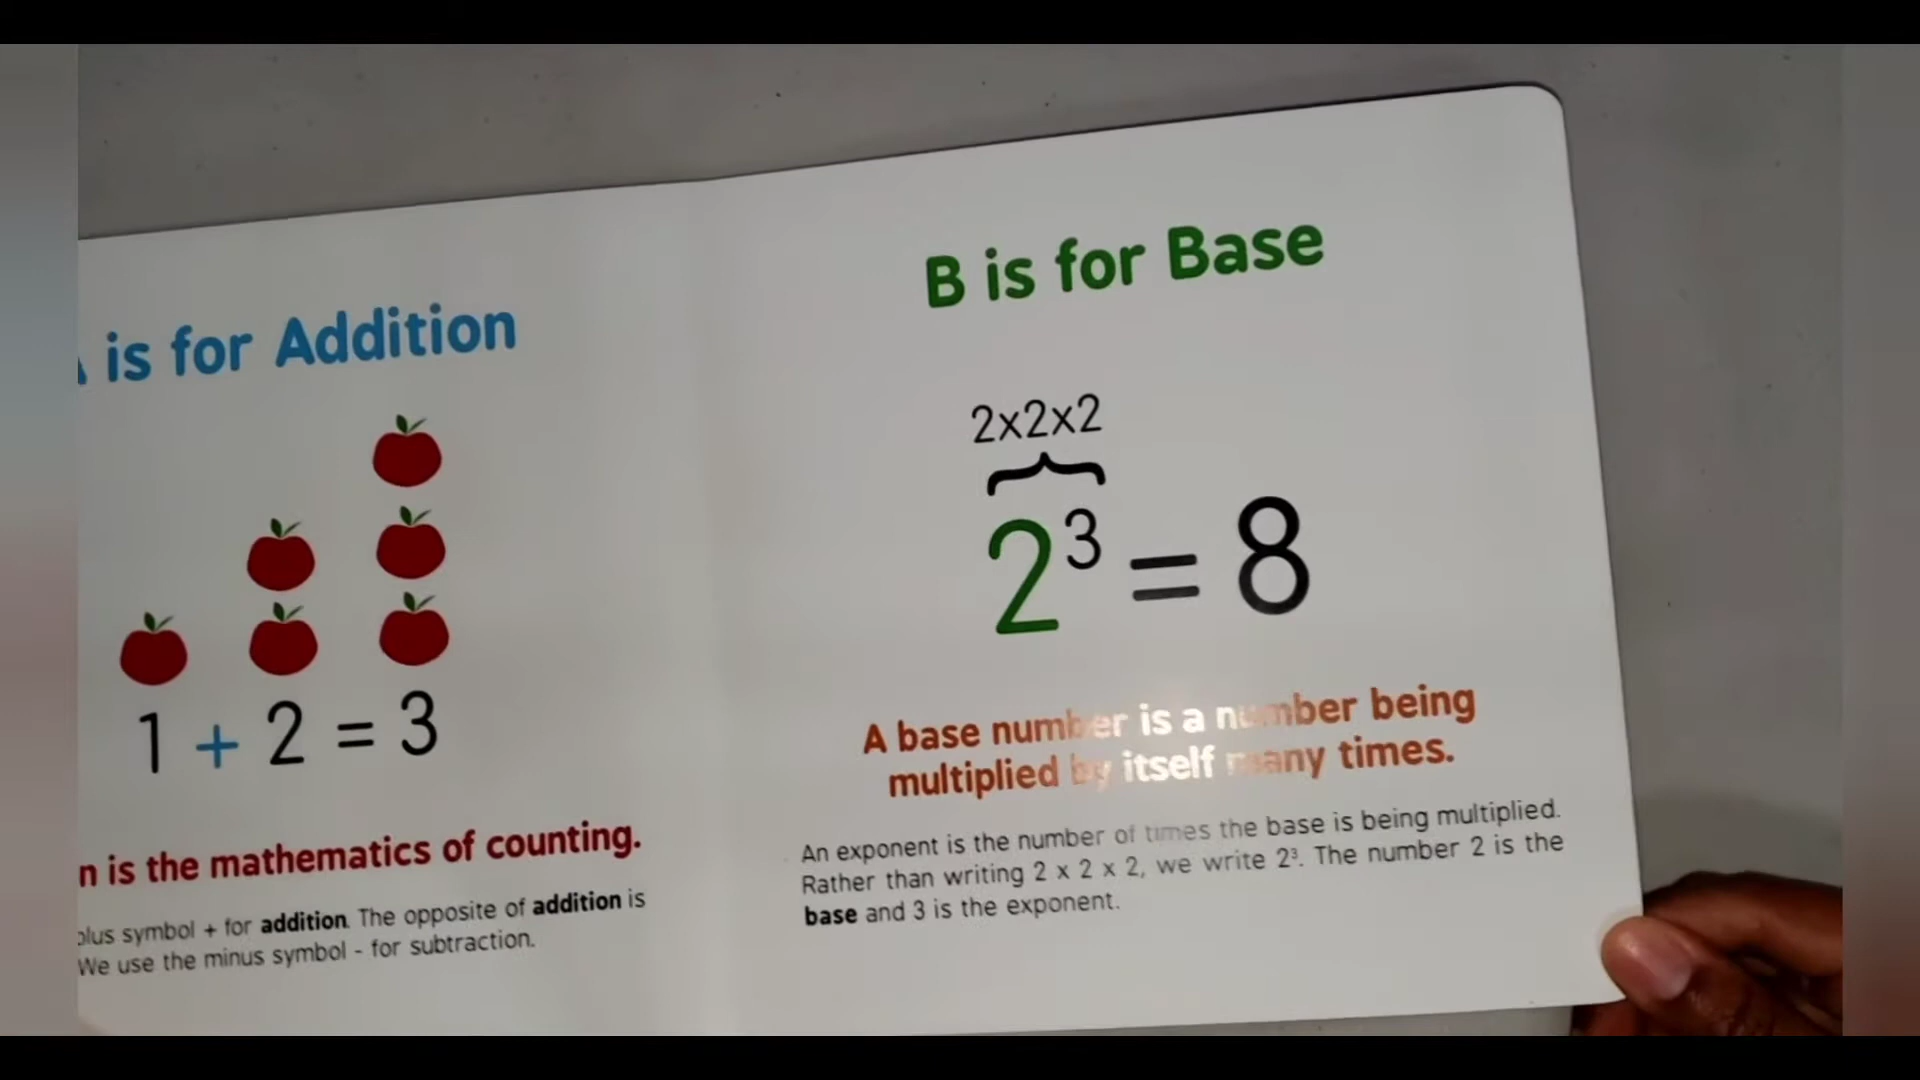 is for Addition
1 + 2 = 3
n is the mathematics of counting.
plus symbol + for addition. The opposite of addition is
We use the minus symbol - for subtraction.
B is for Base
2x2x2
2³ = 8
A base number is a number being
multiplied by itself many times.
An exponent is the number of times the base is being multiplied.
Rather than writing 2 x 2 x 2, we write 2³. The number 2 is the
base and 3 is the exponent.